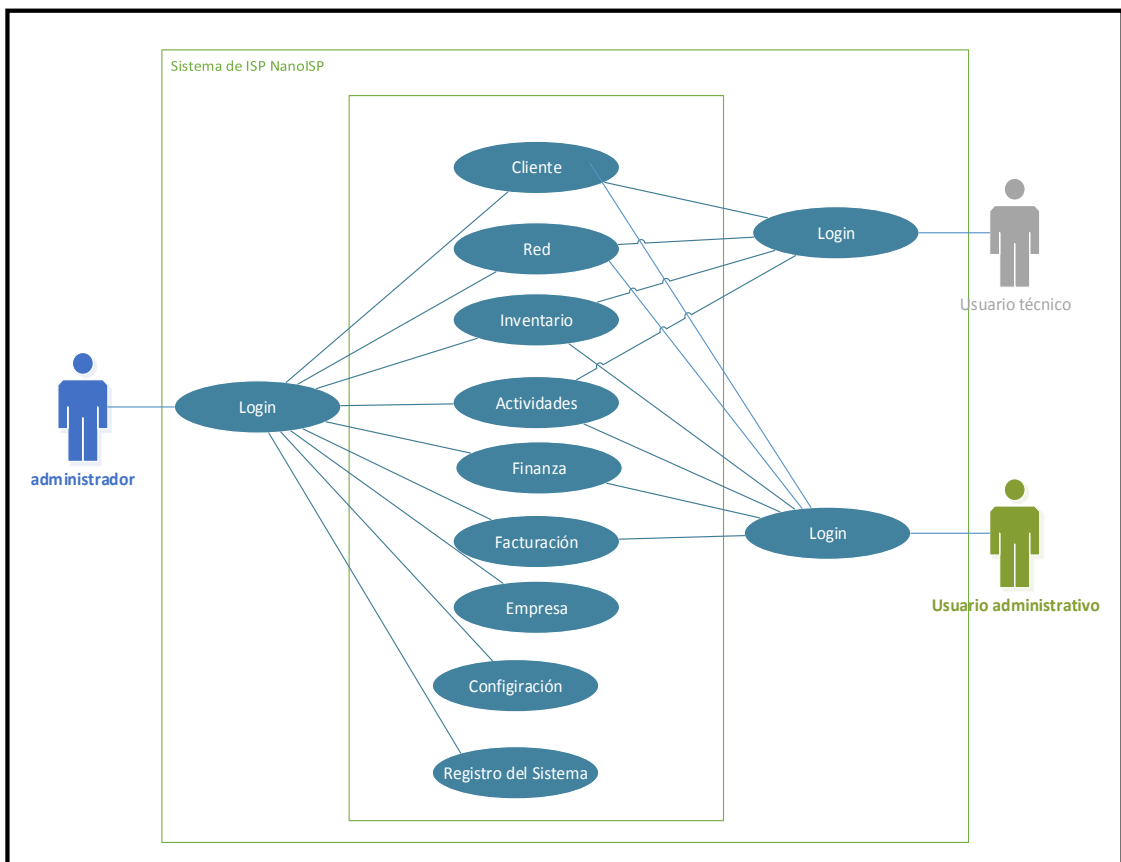 Sistema de ISP NanoISP
Cliente
Red
Inventario
Actividades
Finanza
Facturación
Empresa
Configiración
Registro del Sistema
Login
administrador
Login
Usuario técnico
Login
Usuario administrativo